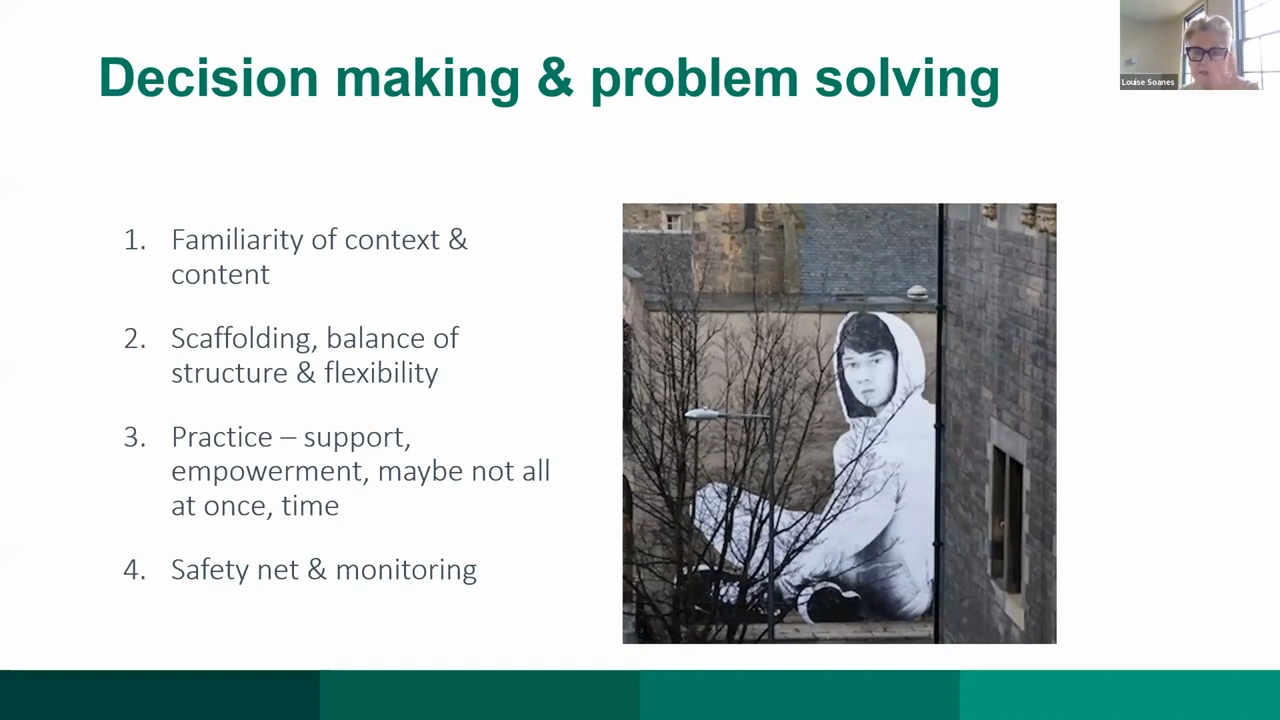 Decision making & problem solving
Louise Soanes
1. Familiarity of context &
content
2. Scaffolding, balance of
structure & flexibility
3. Practice – support,
empowerment, maybe not all
at once, time
4. Safety net & monitoring